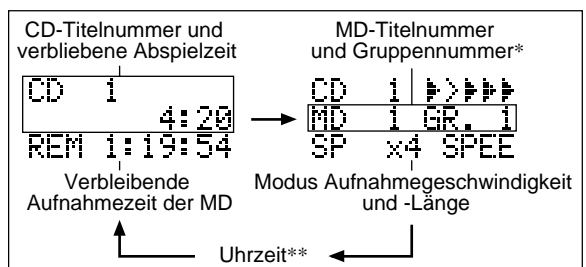 CD-Titelnummer und
verbliebene Abspielzeit
CD 1
4:20
REM 1:19:54
Verbleibende
Aufnahmezeit der MD
MD-Titelnummer
und Gruppennummer*
CD 1
MD 1 GR. 1
SP x4 SPEE
Modus Aufnahmegeschwindigkeit
und -Länge
Uhrzeit**